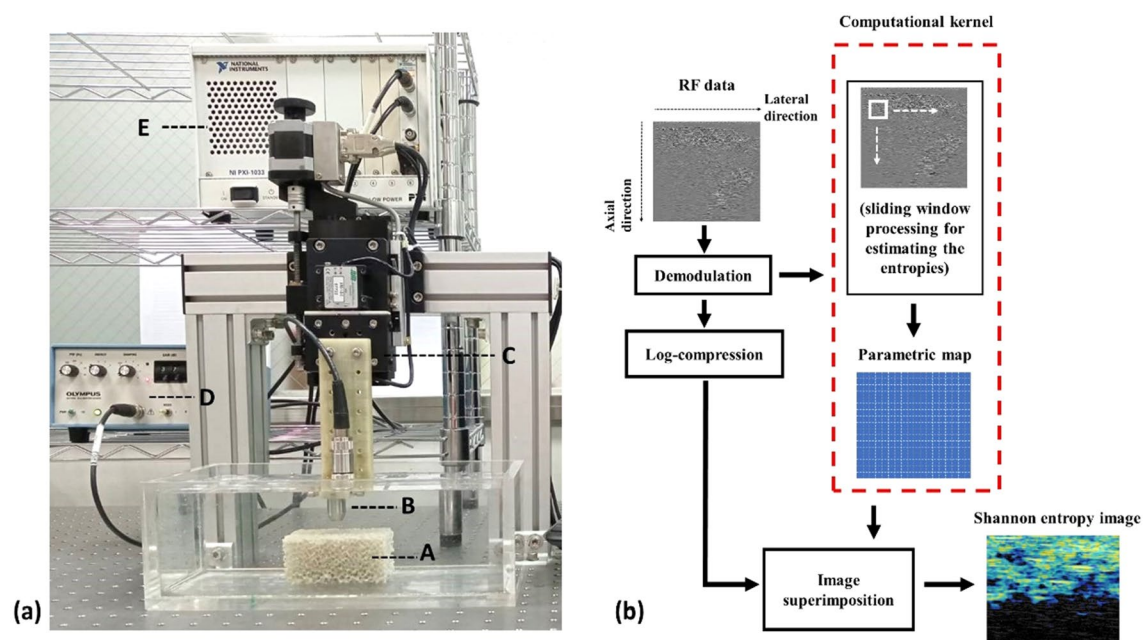 NATIONAL
INSTRUMENTS
NI PXI-1033
E
C
OLYMPUS
D
B
A
(a)
Computational kernel
RF data
Lateral
direction
Axial
direction
(sliding window
processing for
estimating the
entropies)
Demodulation
Log-compression
Parametric map
Shannon entropy image
Image
superimposition
(b)